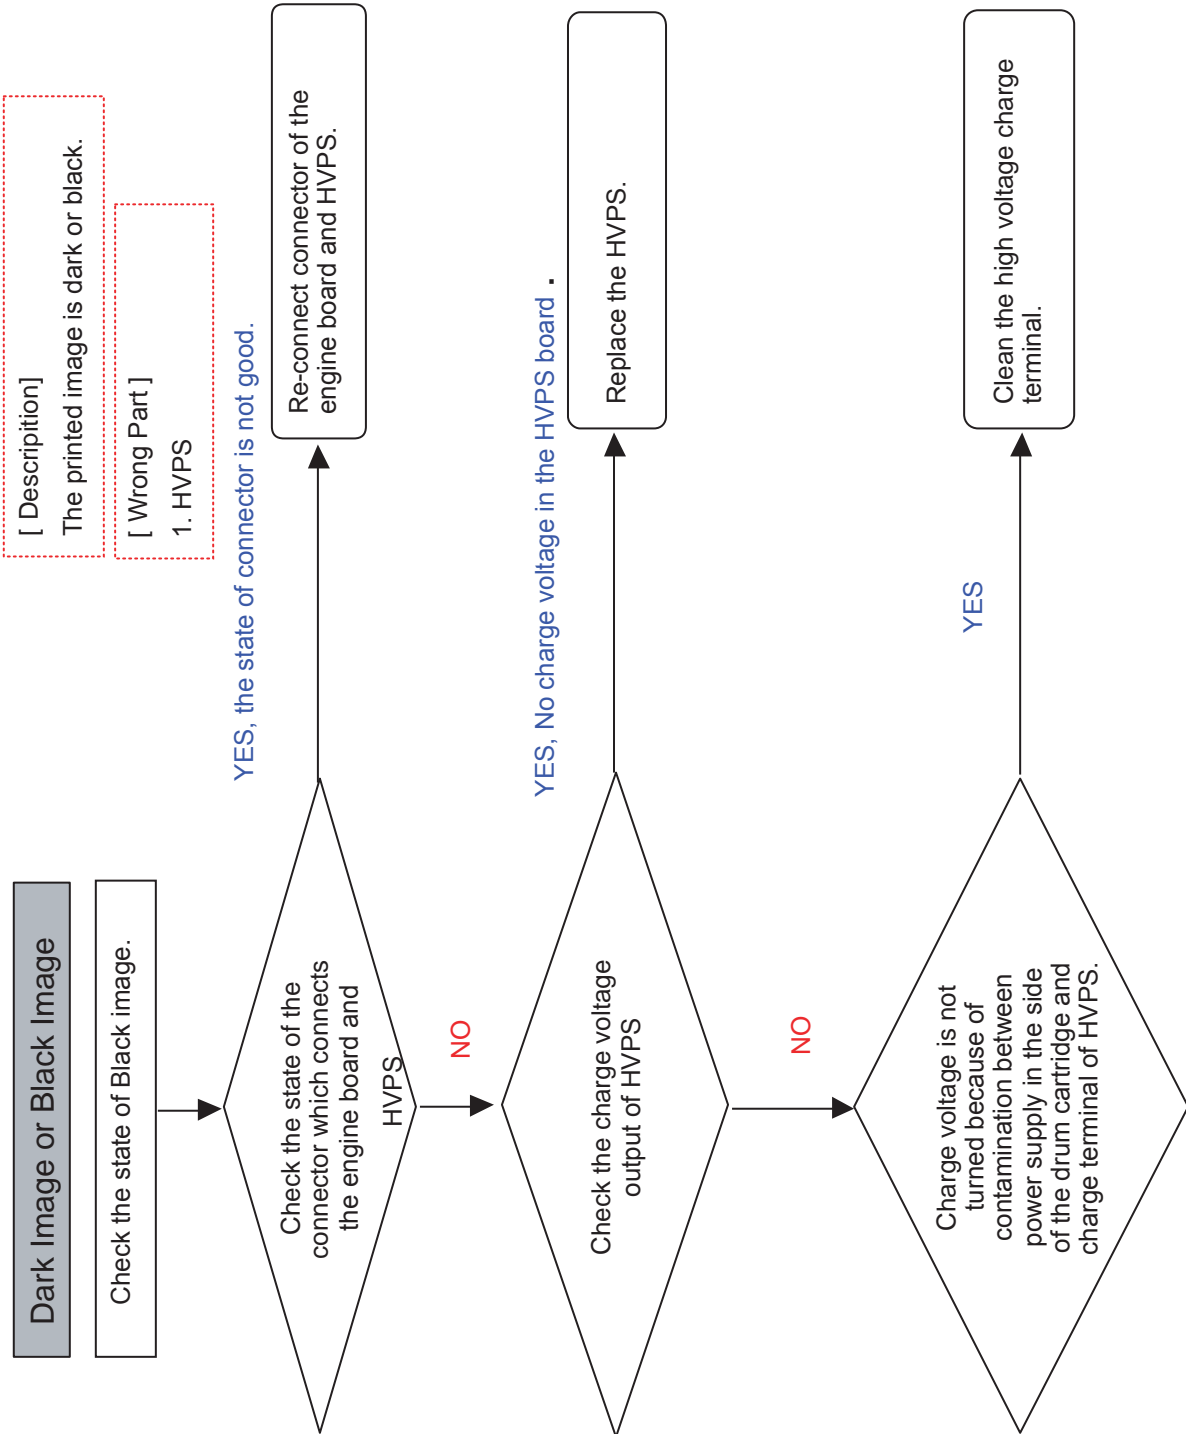 Dark Image or Black Image
[ Descripition]
The printed image is dark or black.
[ Wrong Part ]
1. HVPS
Check the state of Black image.
Check the state of the
connector which connects
the engine board and
HVPS
YES, the state of connector is not good.
Re-connect connector of the
engine board and HVPS.
NO
Check the charge voltage
output of HVPS
YES, No charge voltage in the HVPS board .
Replace the HVPS.
NO
Charge voltage is not
turned because of
contamination between
power supply in the side
of the drum cartridge and
charge terminal of HVPS.
YES
Clean the high voltage charge
terminal.